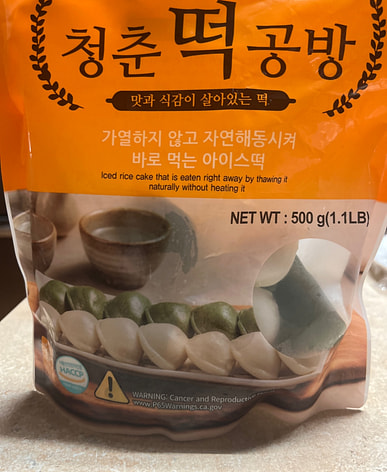 청춘 떡 공방
맛과 식감이 살아있는 떡
가열하지 않고 자연해동시켜
바로 먹는 아이스떡
Iced rice cake that is eaten right away by thawing it
naturally without heating it
NET WT : 500 g(1.1LB)
HACCP
WARNING: Cancer and Reproductive
www.P65Warnings.ca.gov